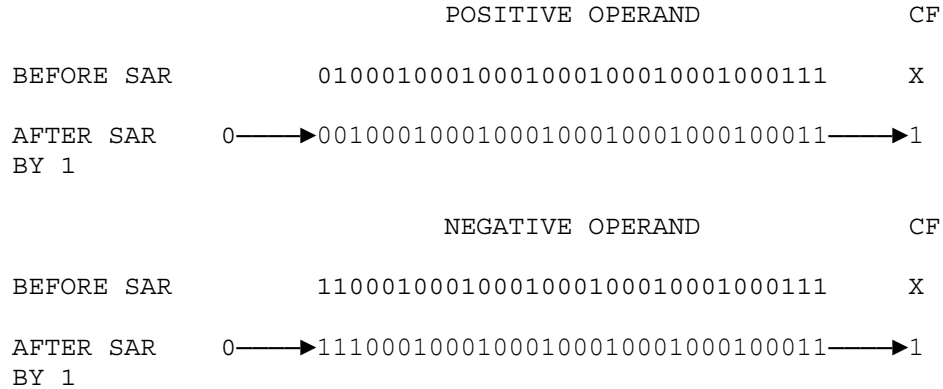 POSITIVE OPERAND CF
BEFORE SAR 01000100010001000100010001000111 X
AFTER SAR 0────►00100010001000100010001000100011────►1
BY 1
NEGATIVE OPERAND CF
BEFORE SAR 11000100010001000100010001000111 X
AFTER SAR 0────►11100010001000100010001000100011────►1
BY 1